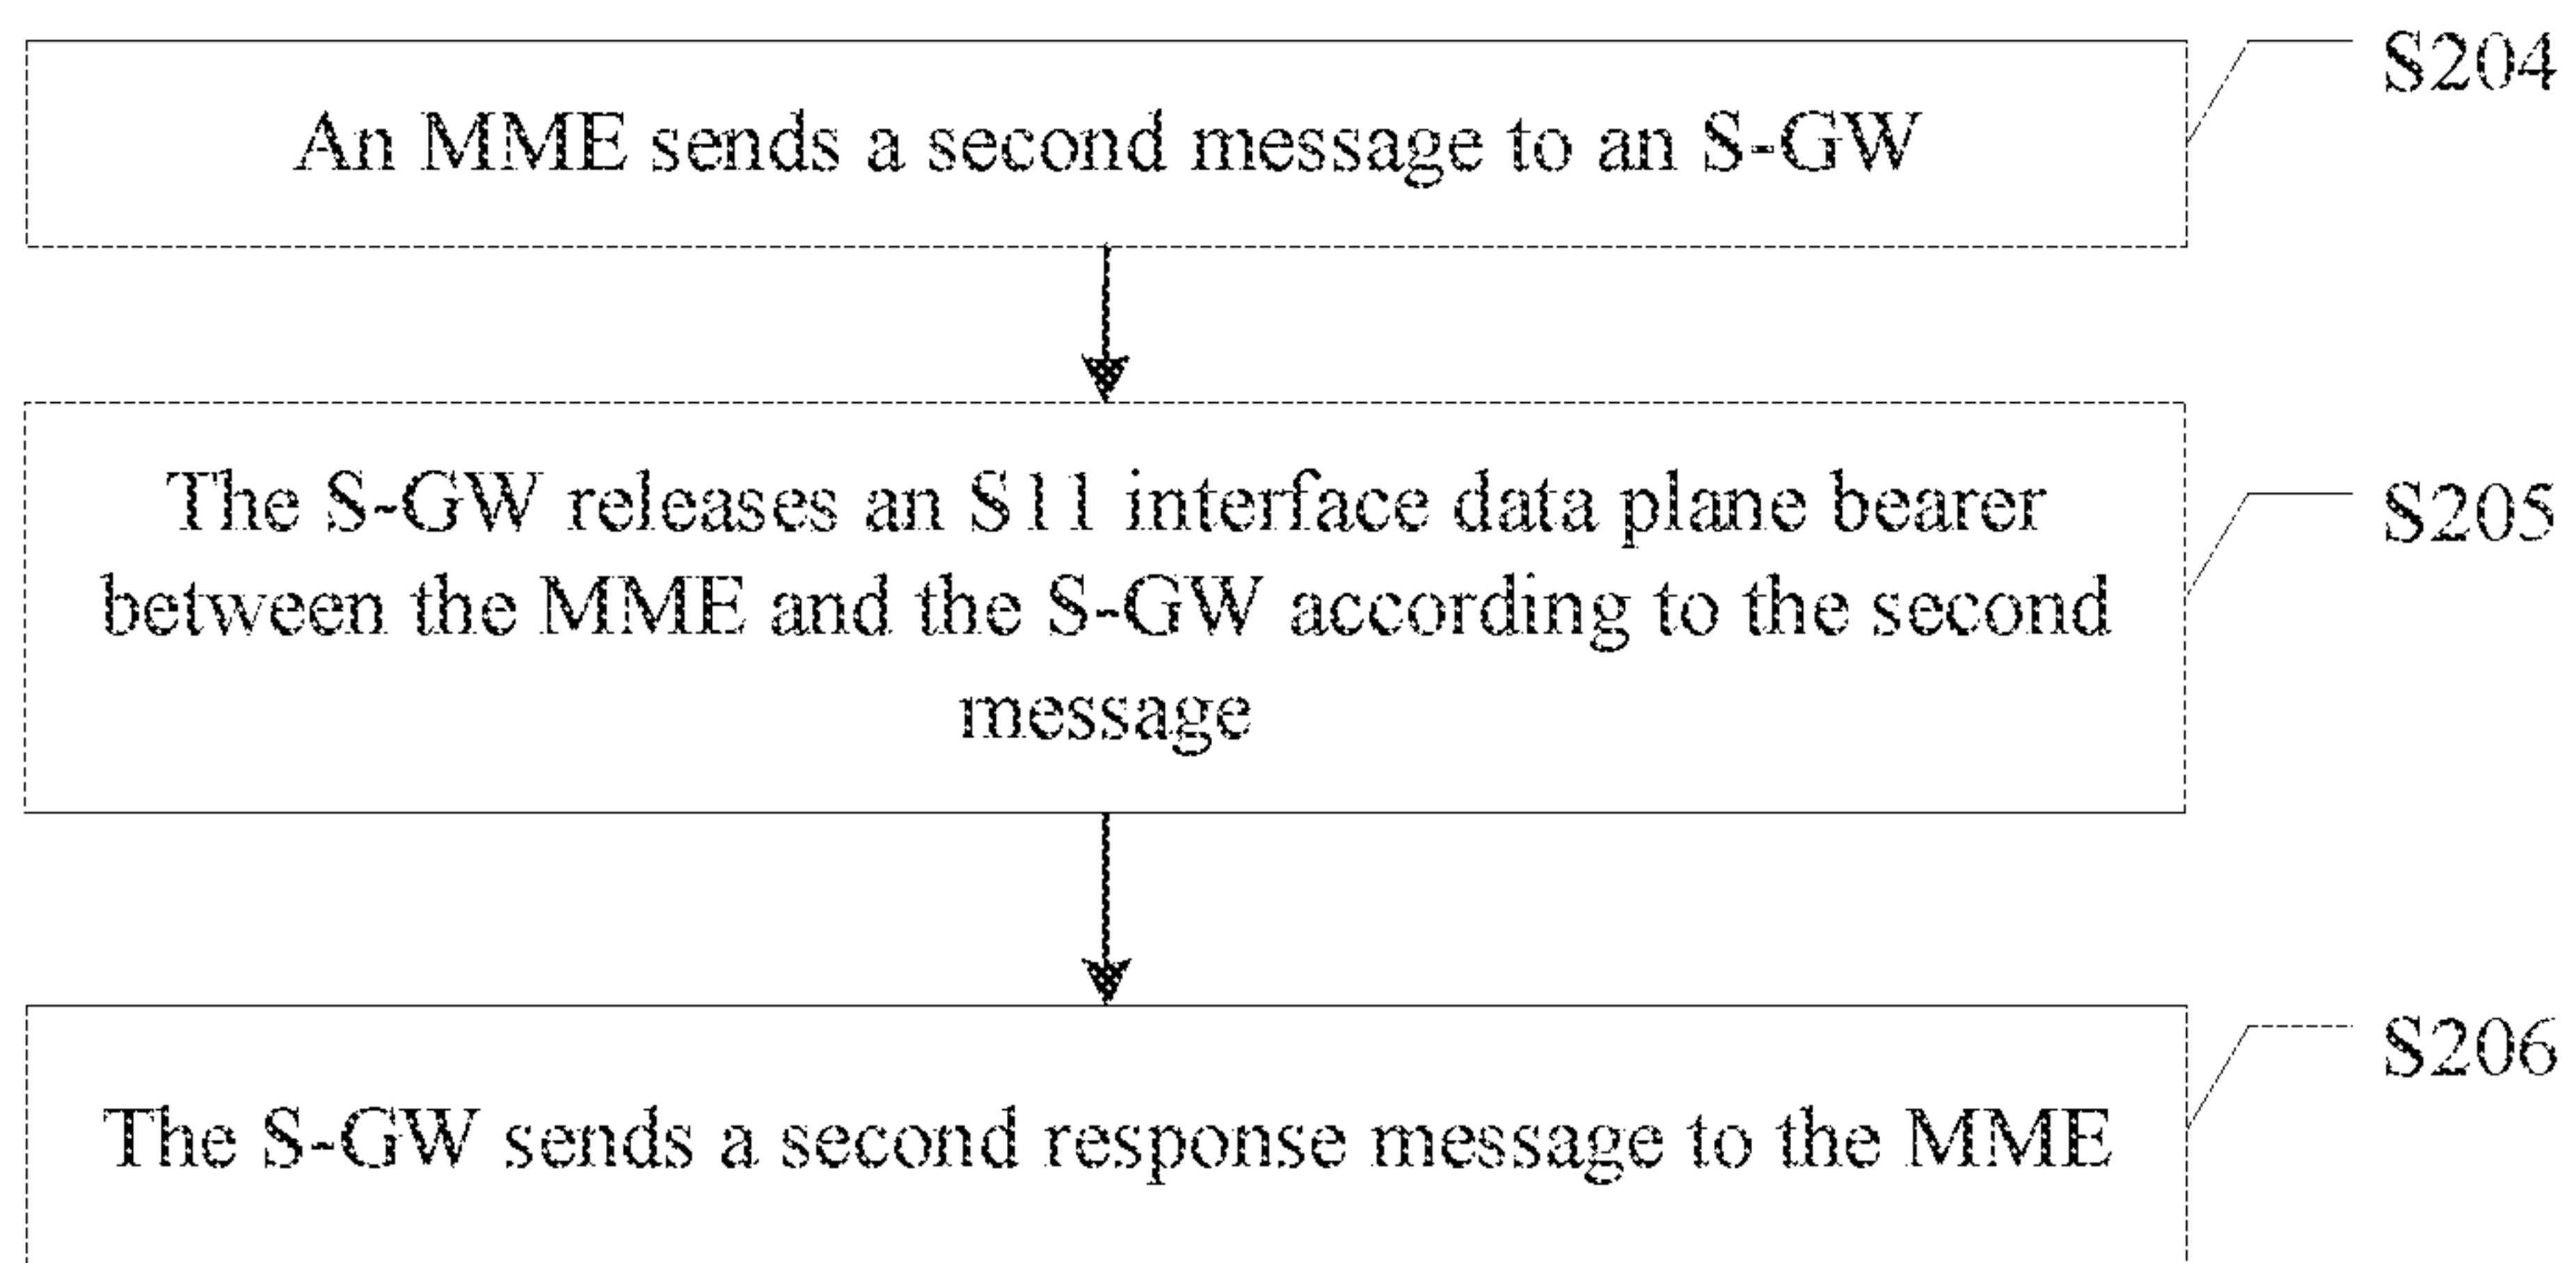 An MME sends a second message to an S-GW
S204
The S-GW releases an S11 interface data plane bearer
between the MME and the S-GW according to the second
message
S205
The S-GW sends a second response message to the MME
S206